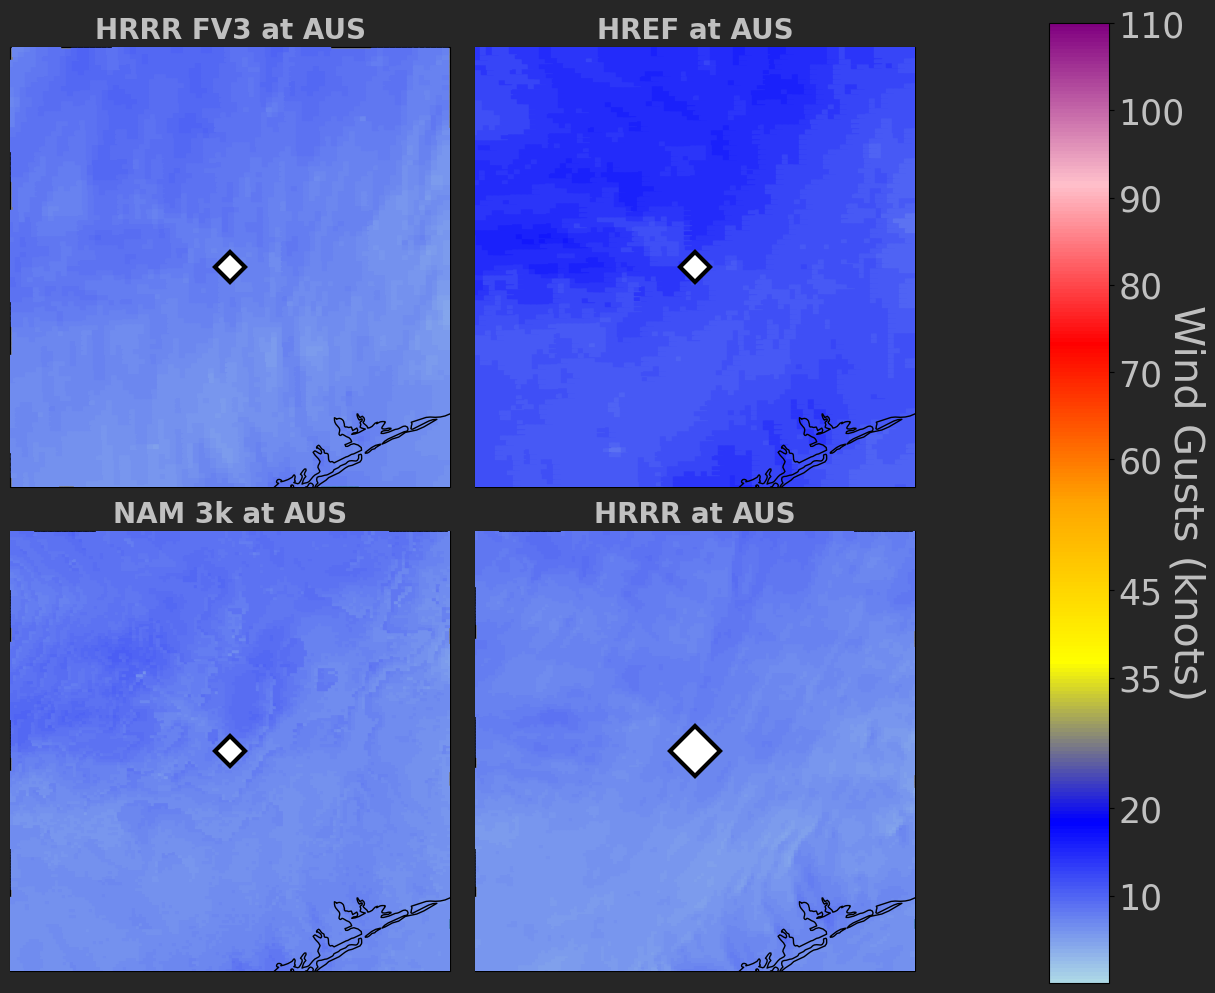 HRRR FV3 at AUS
HREF at AUS
NAM 3k at AUS
HRRR at AUS
110
100
90
80
70
60
45
35
20
10
Wind Gusts (knots)